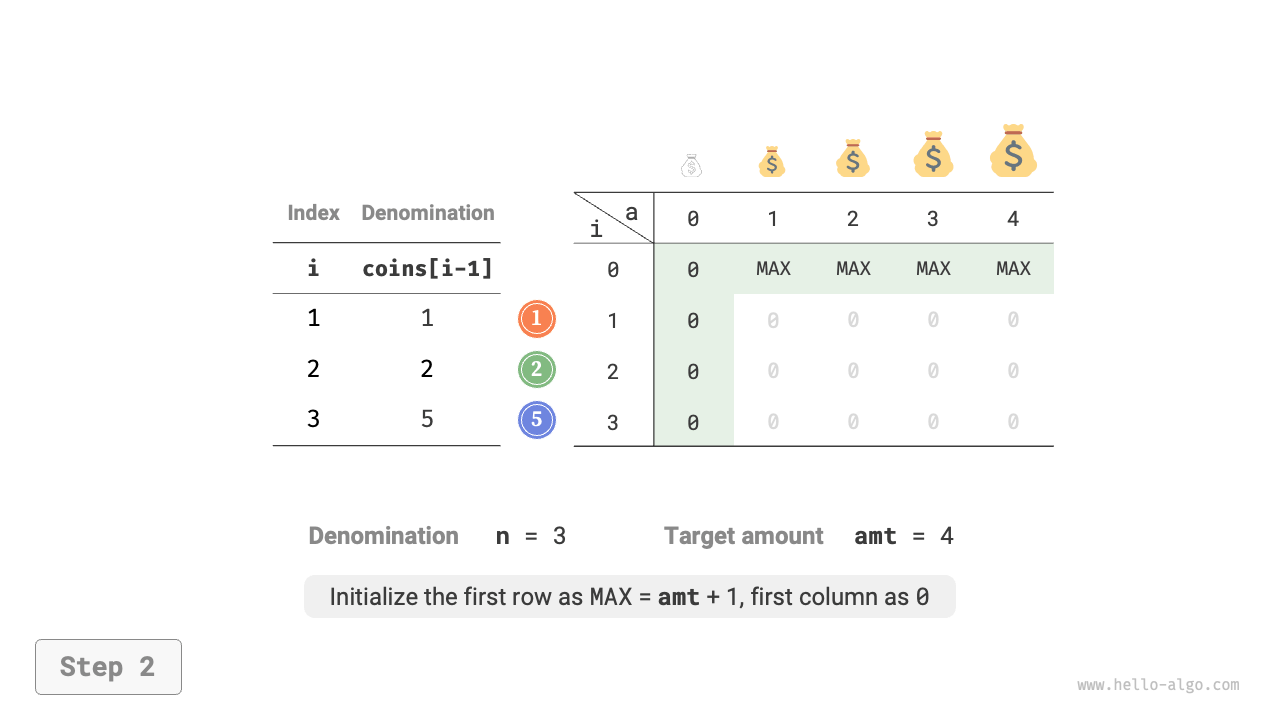 Index Denomination
i coins[i-1]
1 1 1
2 2 2
3 5 5
$ $ $ $ $
a
i
0 1 2 3 4
0 0 MAX MAX MAX MAX
1 0 0 0 0 0
2 0 0 0 0 0
3 0 0 0 0 0
Denomination n = 3 Target amount amt = 4
Initialize the first row as MAX = amt + 1, first column as 0
Step 2
www.hello-algo.com